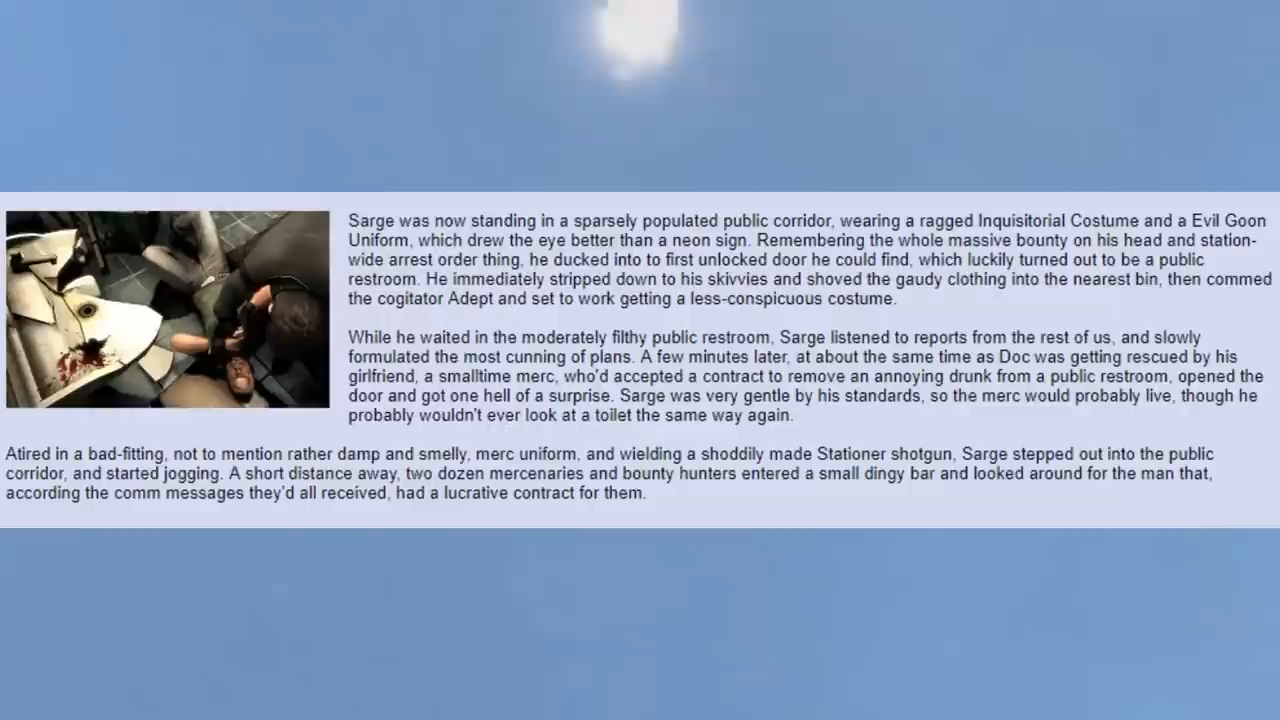 Sarge was now standing in a sparsely populated public corridor, wearing a ragged Inquisitorial Costume and a Evil Goon
Uniform, which drew the eye better than a neon sign. Remembering the whole massive bounty on his head and station-
wide arrest order thing, he ducked into to first unlocked door he could find, which luckily turned out to be a public
restroom. He immediately stripped down to his skivvies and shoved the gaudy clothing into the nearest bin, then commed
the cogitator Adept and set to work getting a less-conspicuous costume.
While he waited in the moderately filthy public restroom, Sarge listened to reports from the rest of us, and slowly
formulated the most cunning of plans. A few minutes later, at about the same time as Doc was getting rescued by his
girlfriend, a smalltime merc, who'd accepted a contract to remove an annoying drunk from a public restroom, opened the
door and got one hell of a surprise. Sarge was very gentle by his standards, so the merc would probably live, though he
probably wouldn't ever look at a toilet the same way again.
Atired in a bad-fitting, not to mention rather damp and smelly, merc uniform, and wielding a shoddily made Stationer shotgun, Sarge stepped out into the public
corridor, and started jogging. A short distance away, two dozen mercenaries and bounty hunters entered a small dingy bar and looked around for the man that,
according the comm messages they'd all received, had a lucrative contract for them.